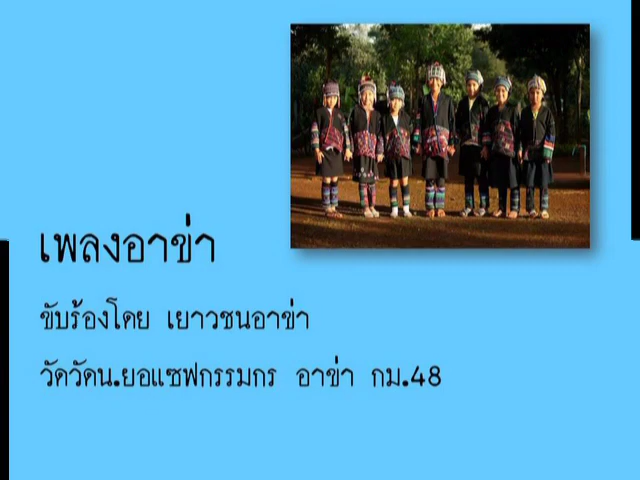 เพลงอาข่า
ขับร้องโดย เยาวชนอาข่า
วัดวัดน.ยอแซฟกรรมกร อาข่า กม.48